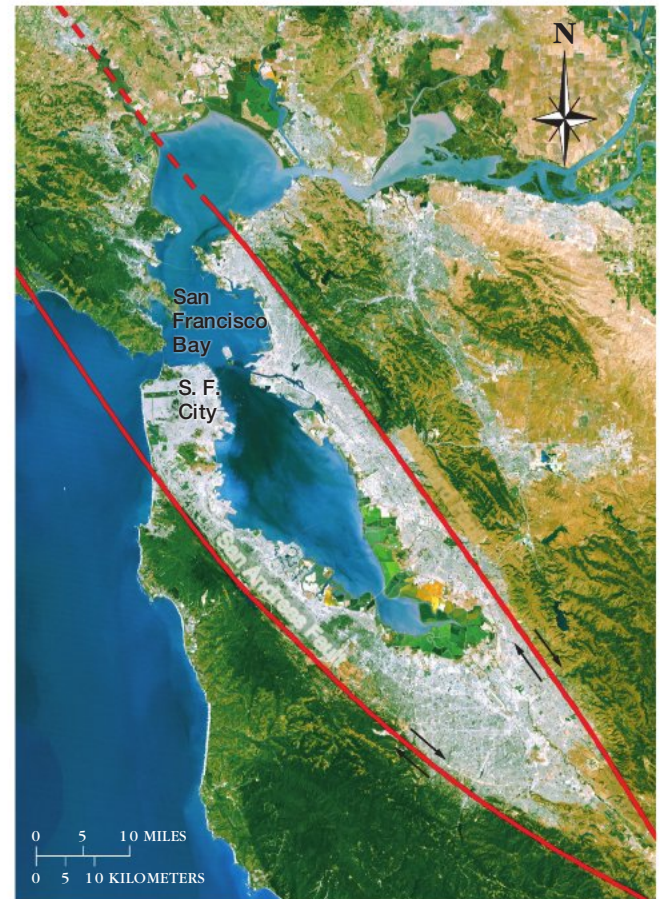 N
San
Francisco
Bay
S. F.
City
San Andreas Fault
0 5 10 MILES
0 5 10 KILOMETERS